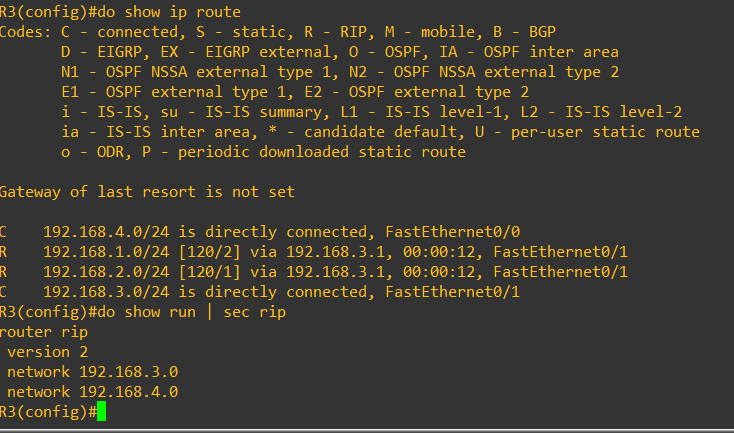 R3(config)#do show ip route
Codes: C - connected, S - static, R - RIP, M - mobile, B - BGP
       D - EIGRP, EX - EIGRP external, O - OSPF, IA - OSPF inter area
       N1 - OSPF NSSA external type 1, N2 - OSPF NSSA external type 2
       E1 - OSPF external type 1, E2 - OSPF external type 2
       i - IS-IS, su - IS-IS summary, L1 - IS-IS level-1, L2 - IS-IS level-2
       ia - IS-IS inter area, * - candidate default, U - per-user static route
       o - ODR, P - periodic downloaded static route

Gateway of last resort is not set

C    192.168.4.0/24 is directly connected, FastEthernet0/0
R    192.168.1.0/24 [120/2] via 192.168.3.1, 00:00:12, FastEthernet0/1
R    192.168.2.0/24 [120/1] via 192.168.3.1, 00:00:12, FastEthernet0/1
C    192.168.3.0/24 is directly connected, FastEthernet0/1
R3(config)#do show run | sec rip
router rip
 version 2
 network 192.168.3.0
 network 192.168.4.0
R3(config)#